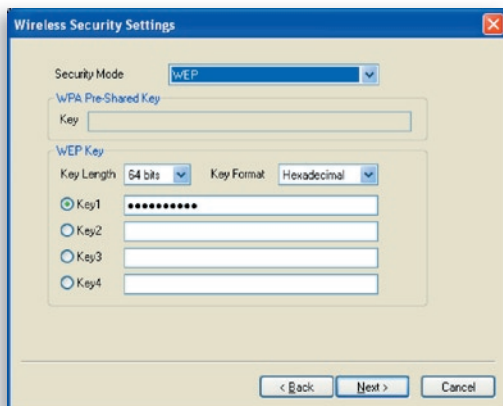 Wireless Security Settings
Security Mode WEP
WPA Pre-Shared Key
Key
WEP Key
Key Length 64 bits Key Format Hexadecimal
Key1 ••••••••••
Key2
Key3
Key4
< Back Next > Cancel